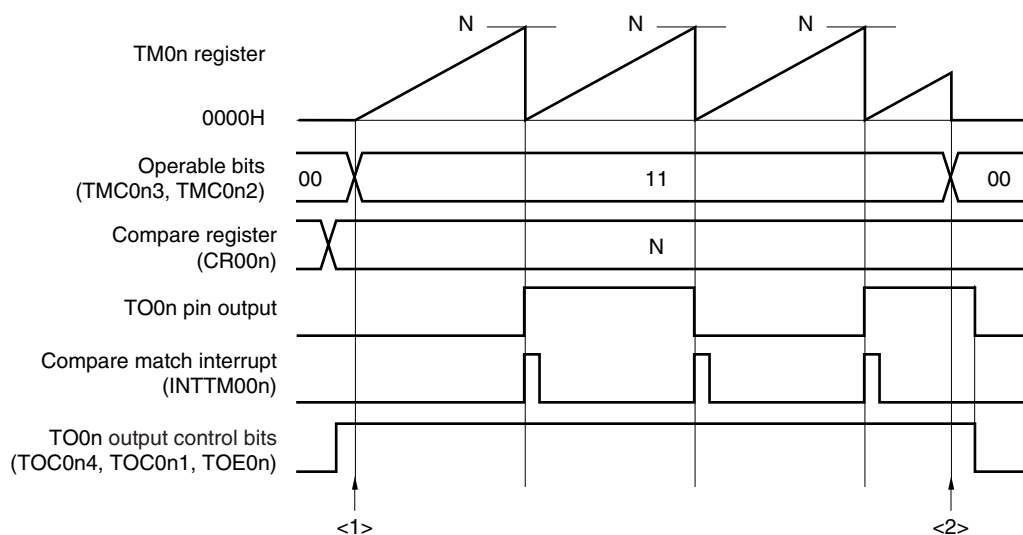 N N N
TM0n register
0000H
Operable bits
(TMC0n3, TMC0n2)
00 11 00
Compare register
(CR00n)
N
TO0n pin output
Compare match interrupt
(INTTM00n)
TO0n output control bits
(TOC0n4, TOC0n1, TOE0n)
<1> <2>